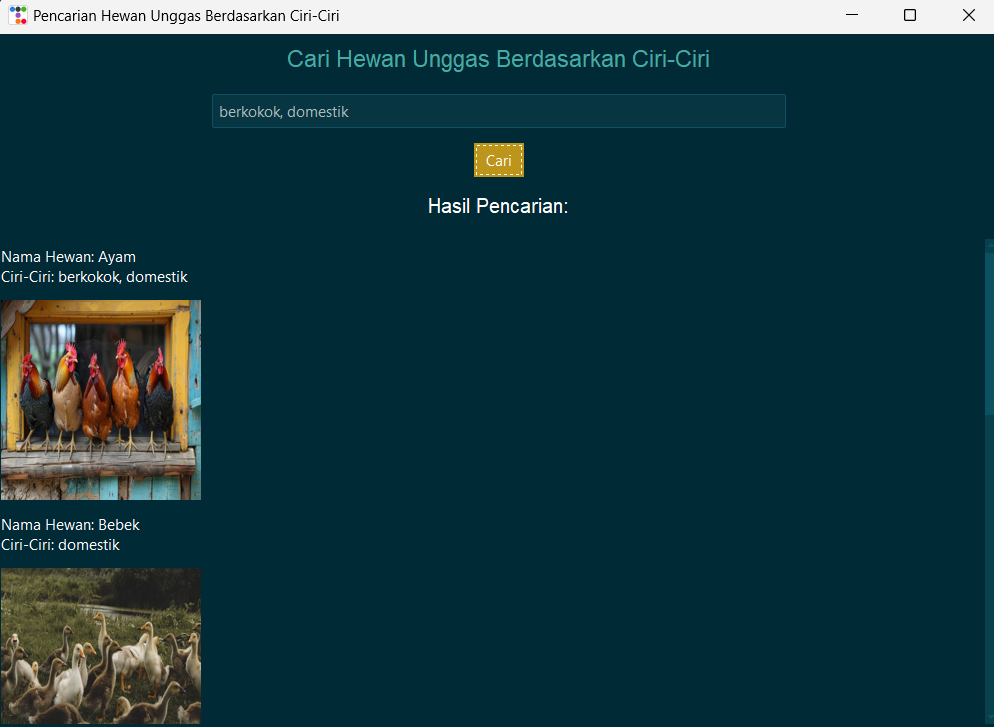 Pencarian Hewan Unggas Berdasarkan Ciri-Ciri
Cari Hewan Unggas Berdasarkan Ciri-Ciri
berkokok, domestik
Cari
Hasil Pencarian:
Nama Hewan: Ayam
Ciri-Ciri: berkokok, domestik
Nama Hewan: Bebek
Ciri-Ciri: domestik